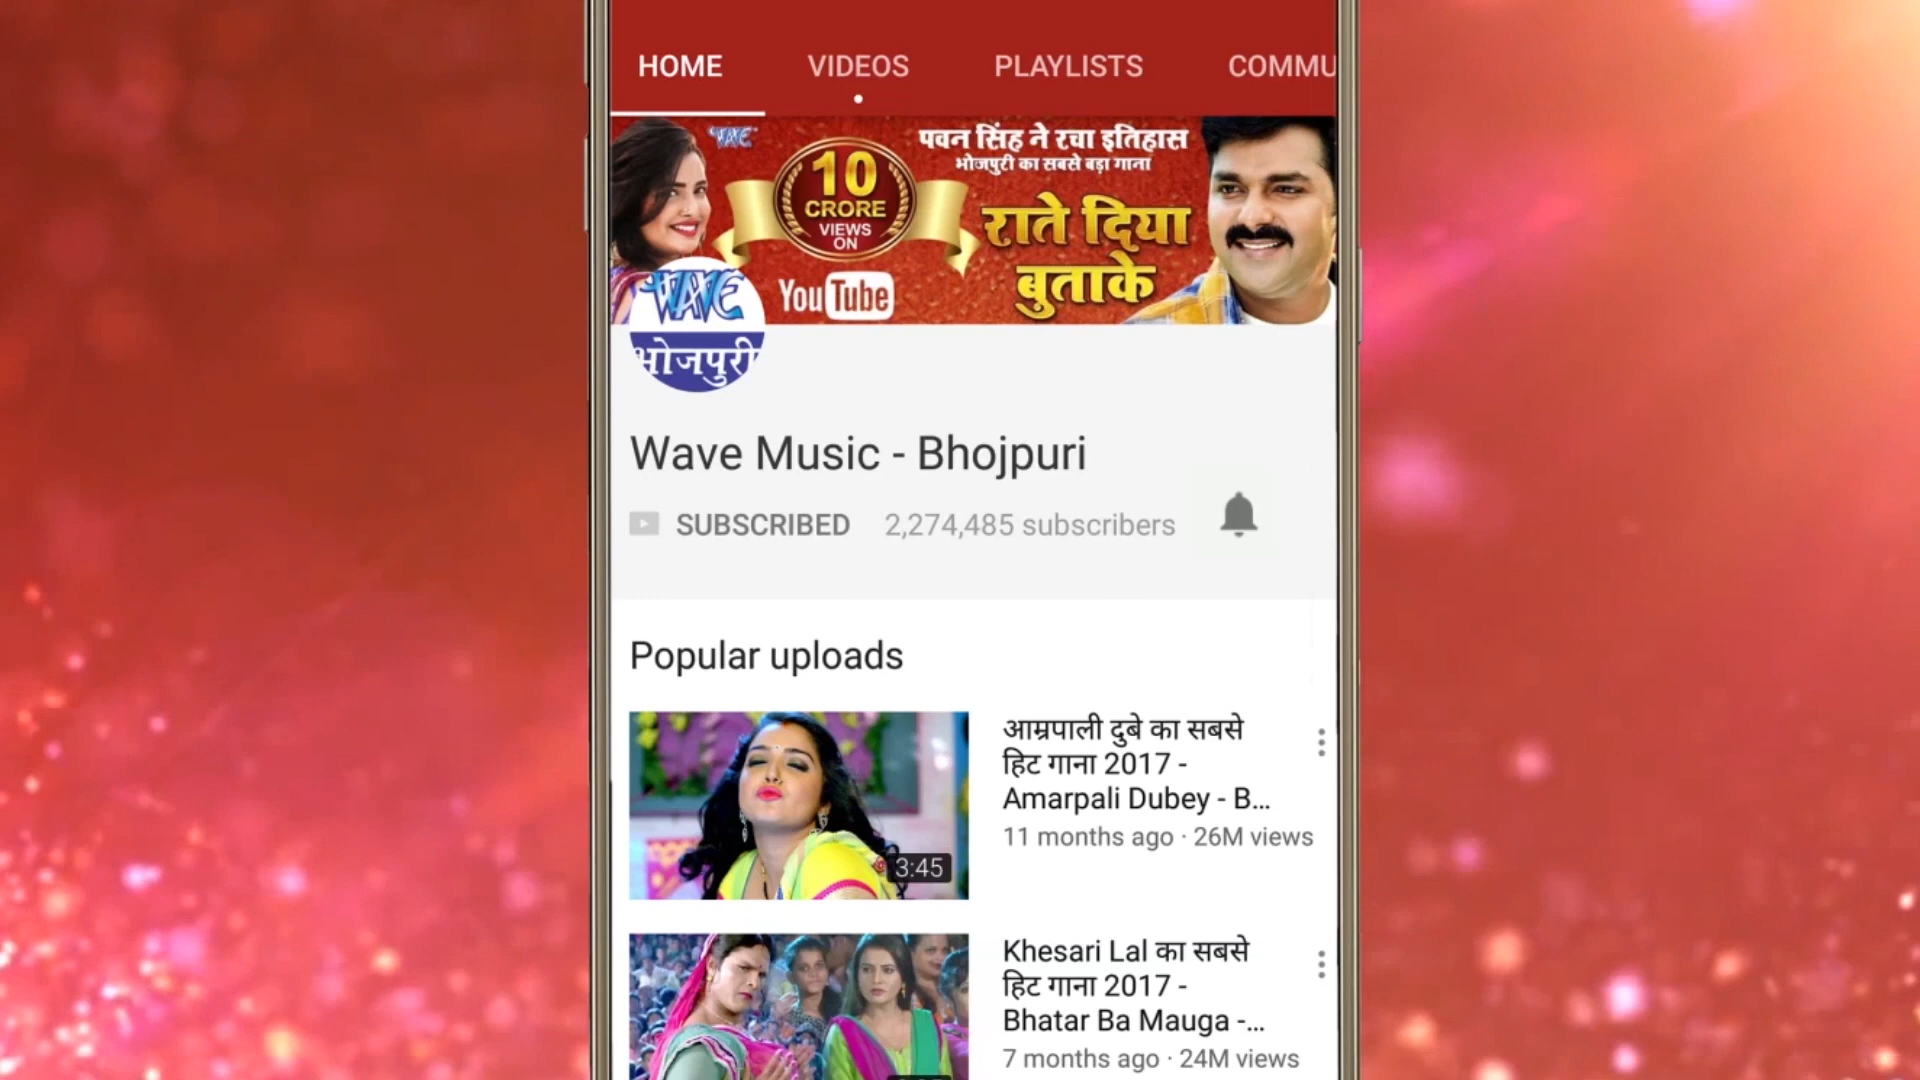 HOME VIDEOS PLAYLISTS COMMU
WAVE
10
CRORE
VIEWS
ON
YouTube
पवन सिंह ने रचा इतिहास
भोजपुरी का सबसे बड़ा गाना
राते दिया
बुताके
WAVE
भोजपुरी
Wave Music - Bhojpuri
SUBSCRIBED 2,274,485 subscribers
Popular uploads
3:45
आम्रपाली दुबे का सबसे
हिट गाना 2017 -
Amarpali Dubey - B...
11 months ago · 26M views
Khesari Lal का सबसे
हिट गाना 2017 -
Bhatar Ba Mauga -...
7 months ago · 24M views